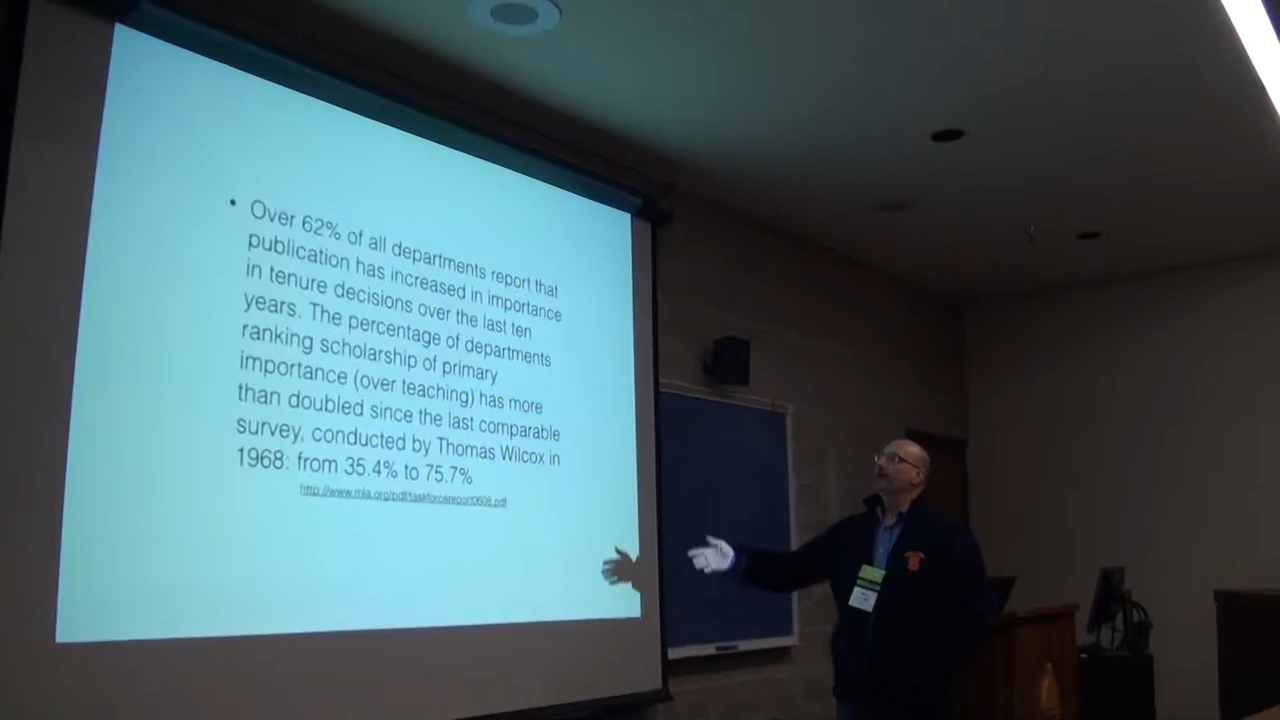 • Over 62% of all departments report that
publication has increased in importance
in tenure decisions over the last ten
years. The percentage of departments
ranking scholarship of primary
importance (over teaching) has more
than doubled since the last comparable
survey, conducted by Thomas Wilcox in
1968: from 35.4% to 75.7%
http://www.mla.org/pdf/taskforcereport0608.pdf